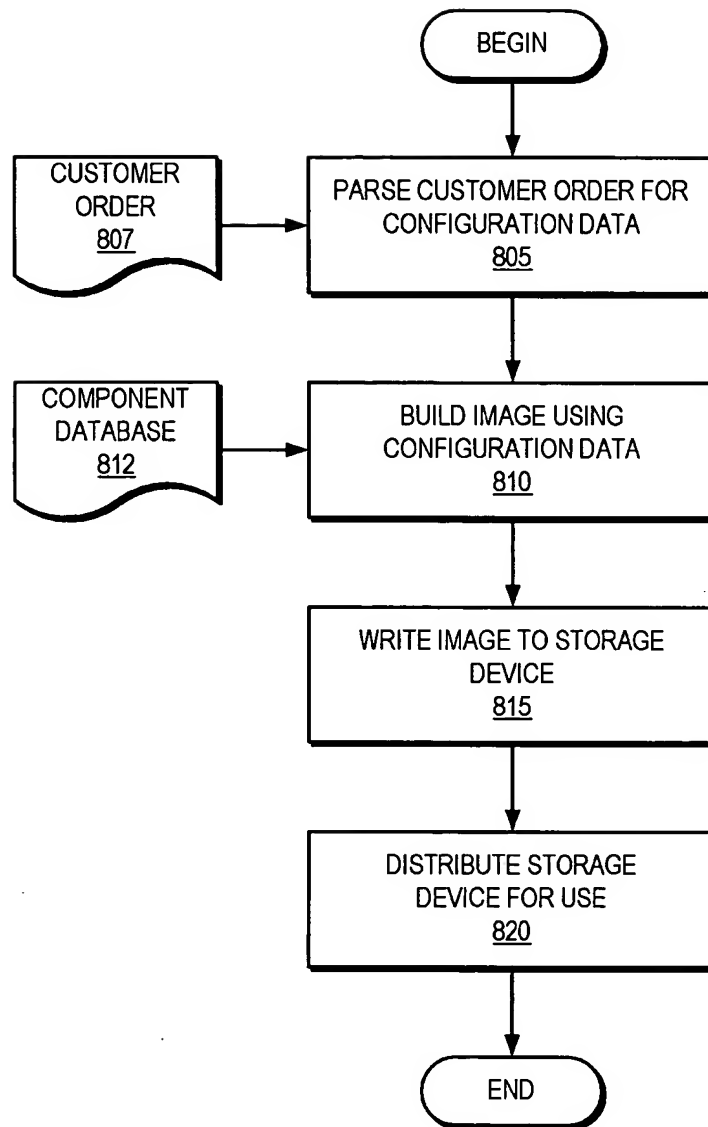 BEGIN
CUSTOMER
ORDER
807
PARSE CUSTOMER ORDER FOR
CONFIGURATION DATA
805
COMPONENT
DATABASE
812
BUILD IMAGE USING
CONFIGURATION DATA
810
WRITE IMAGE TO STORAGE
DEVICE
815
DISTRIBUTE STORAGE
DEVICE FOR USE
820
END